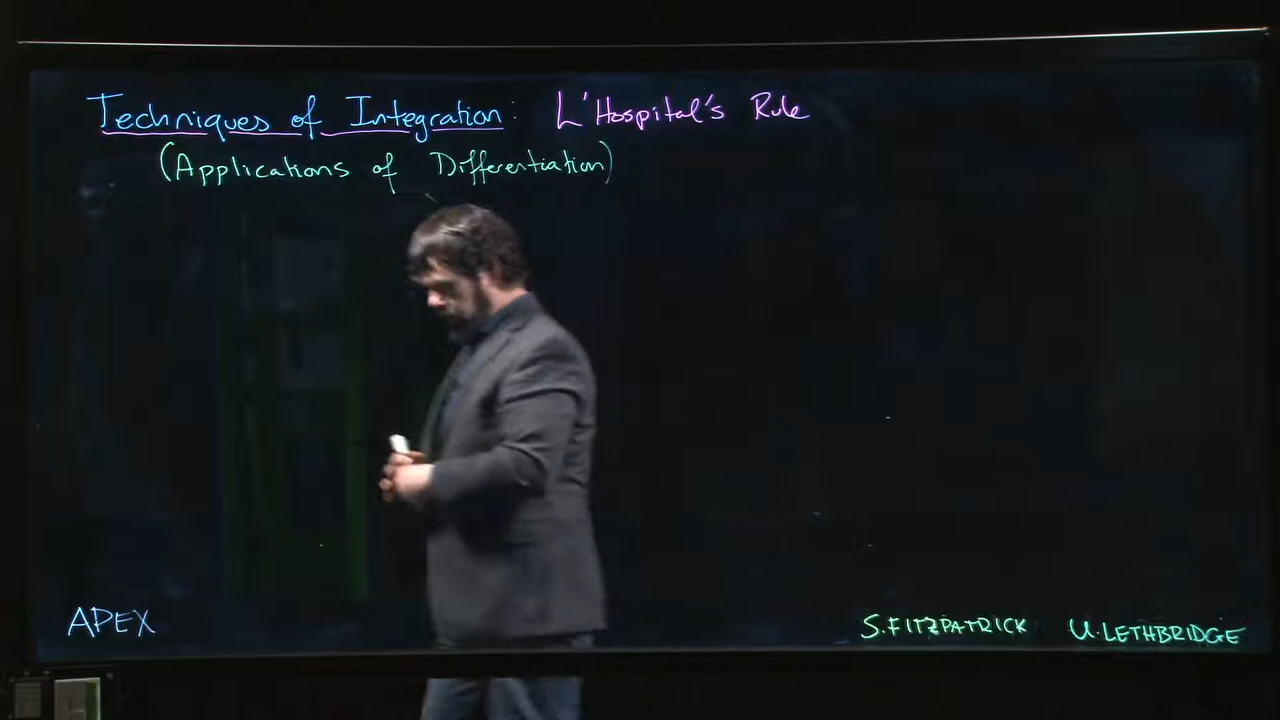 Techniques of Integration: L'Hospital's Rule
(Applications of Differentiation)
APEX
S.FITZPATRICK U.LETHBRIDGE